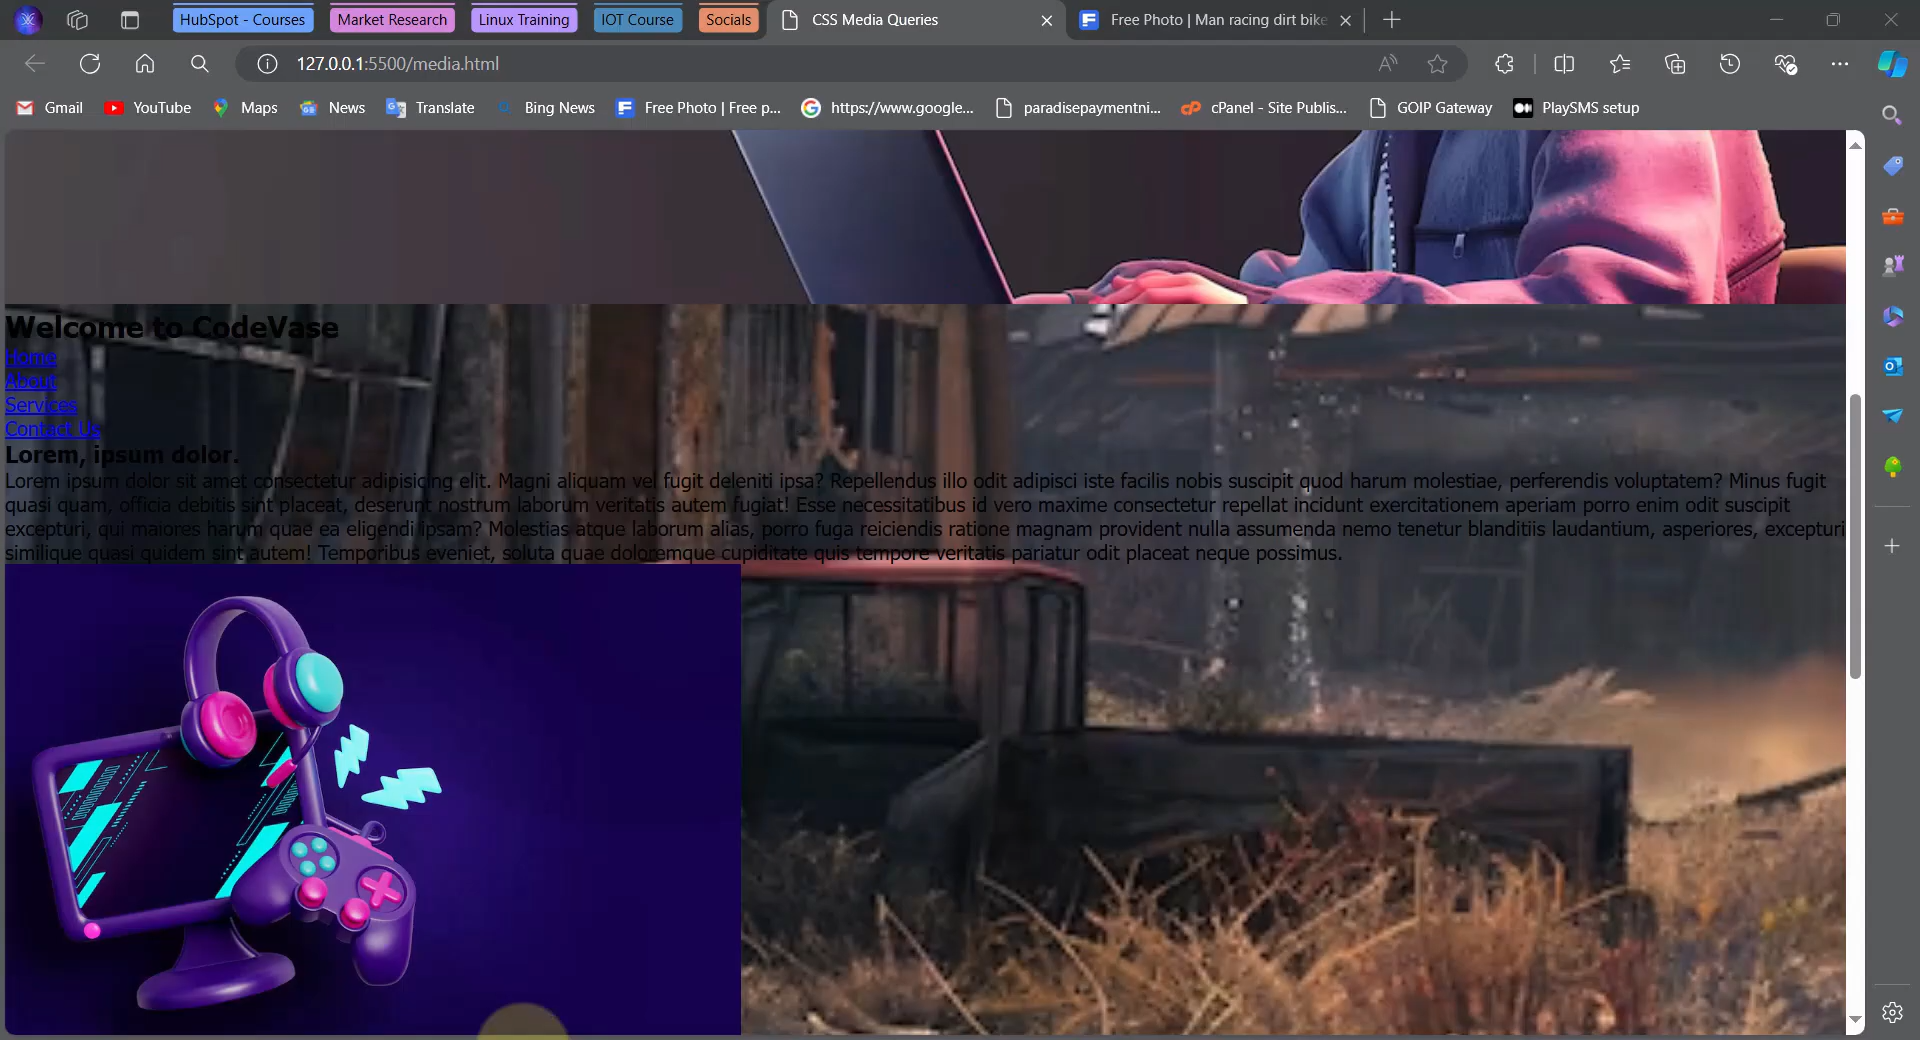 HubSpot - Courses
Market Research
Linux Training
IOT Course
Socials
CSS Media Queries
Free Photo | Man racing dirt bike
127.0.0.1:5500/media.html
Gmail
YouTube
Maps
News
Translate
Bing News
Free Photo | Free p...
https://www.google...
paradisepaymentni...
cPanel - Site Publis...
GOIP Gateway
PlaySMS setup
Welcome to CodeVase
Home
About
Services
Contact Us
Lorem, ipsum dolor.
Lorem ipsum dolor sit amet consectetur adipisicing elit. Magni aliquam vel fugit deleniti ipsa? Repellendus illo odit adipisci iste facilis nobis suscipit quod harum molestiae, perferendis voluptatem? Minus fugit
quasi quam, officia debitis sint placeat, deserunt nostrum laborum veritatis autem fugiat! Esse necessitatibus id vero maxime consectetur repellat incidunt exercitationem aperiam porro enim odit suscipit
excepturi, qui maiores harum quae ea eligendi ipsam? Molestias atque laborum alias, porro fuga reiciendis ratione magnam provident nulla assumenda nemo tenetur blanditiis laudantium, asperiores, excepturi
similique quasi quidem sint autem! Temporibus eveniet, soluta quae doloremque cupiditate quis tempore veritatis pariatur odit placeat neque possimus.